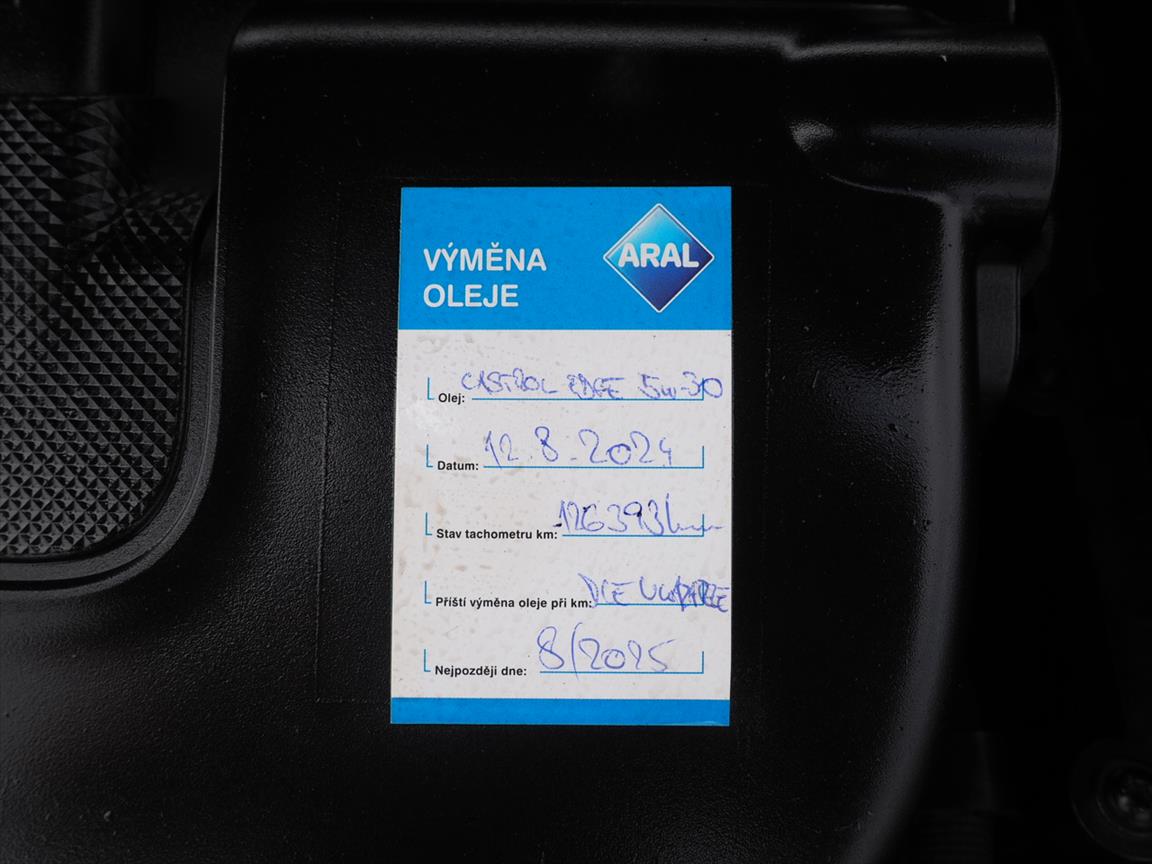 VÝMĚNA
OLEJE
ARAL
Olej: CASTROL EDGE 5W-30
Datum: 12.8.2024
Stav tachometru km: 126393km
Příští výměna oleje při km: DLE
Nejpozději dne: 8/2025